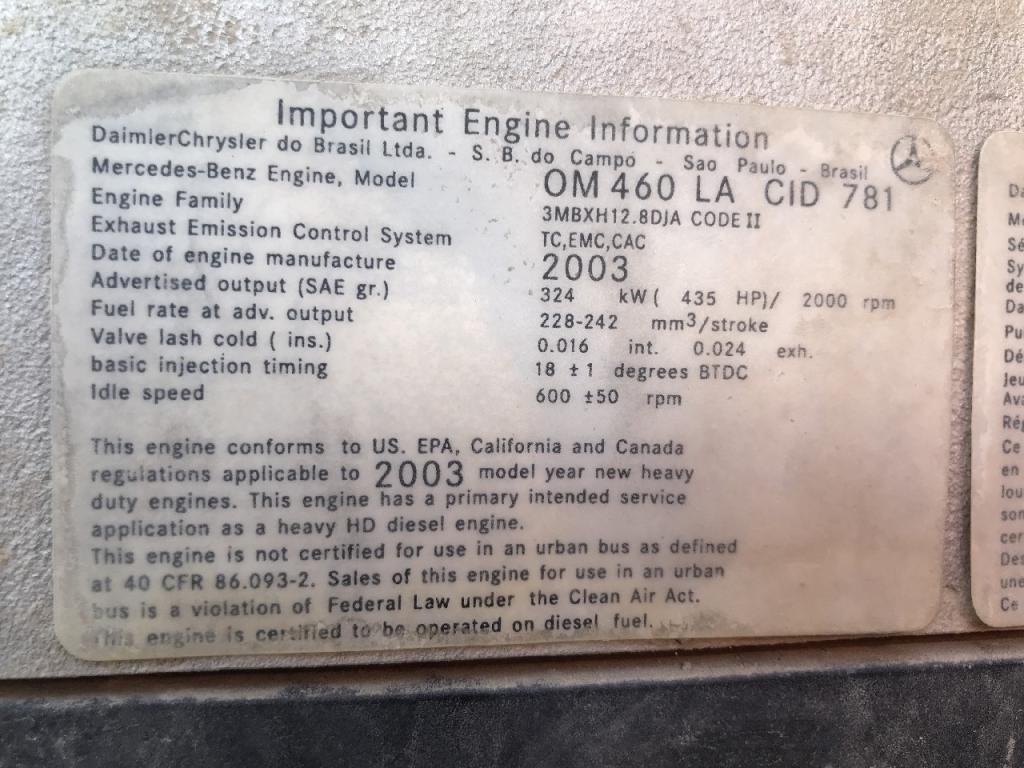 Important Engine Information
DaimlerChrysler do Brasil Ltda. - S. B. do Campo - Sao Paulo - Brasil
Mercedes-Benz Engine, Model OM 460 LA CID 781
Engine Family 3MBXH12.8DJA CODE II
Exhaust Emission Control System TC,EMC,CAC
Date of engine manufacture 2003
Advertised output (SAE gr.) 324 kW ( 435 HP)/ 2000 rpm
Fuel rate at adv. output 228-242 mm3/stroke
Valve lash cold ( ins.) 0.016 int. 0.024 exh.
basic injection timing 18 ±1 degrees BTDC
Idle speed 600 ±50 rpm
This engine conforms to US. EPA, California and Canada
regulations applicable to 2003 model year new heavy
duty engines. This engine has a primary intended service
application as a heavy HD diesel engine.
This engine is not certified for use in an urban bus as defined
at 40 CFR 86.093-2. Sales of this engine for use in an urban
bus is a violation of Federal Law under the Clean Air Act.
This engine is certified to be operated on diesel fuel.
Ce
en
Ce